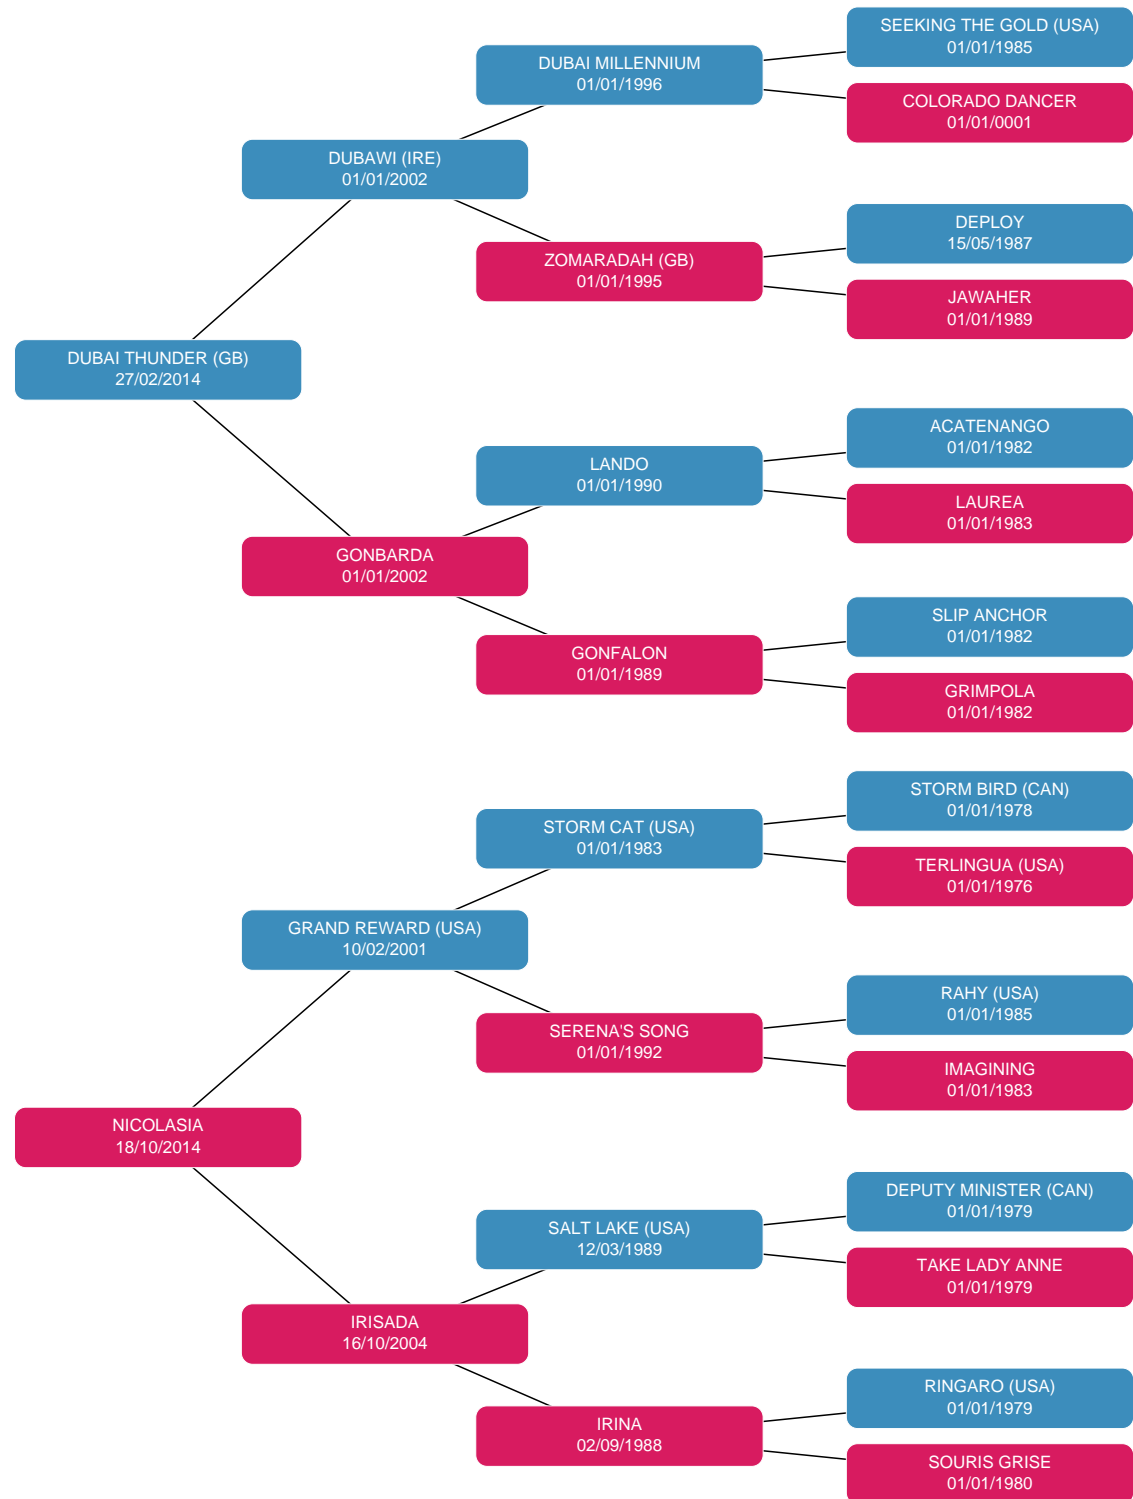 SEEKING THE GOLD (USA)
01/01/1985
DUBAI MILLENNIUM
01/01/1996
COLORADO DANCER
01/01/0001
DUBAWI (IRE)
01/01/2002
DEPLOY
15/05/1987
ZOMARADAH (GB)
01/01/1995
JAWAHER
01/01/1989
DUBAI THUNDER (GB)
27/02/2014
ACATENANGO
01/01/1982
LANDO
01/01/1990
LAUREA
01/01/1983
GONBARDA
01/01/2002
SLIP ANCHOR
01/01/1982
GONFALON
01/01/1989
GRIMPOLA
01/01/1982
STORM BIRD (CAN)
01/01/1978
STORM CAT (USA)
01/01/1983
TERLINGUA (USA)
01/01/1976
GRAND REWARD (USA)
10/02/2001
RAHY (USA)
01/01/1985
SERENA'S SONG
01/01/1992
IMAGINING
01/01/1983
NICOLASIA
18/10/2014
DEPUTY MINISTER (CAN)
01/01/1979
SALT LAKE (USA)
12/03/1989
TAKE LADY ANNE
01/01/1979
IRISADA
16/10/2004
RINGARO (USA)
01/01/1979
IRINA
02/09/1988
SOURIS GRISE
01/01/1980